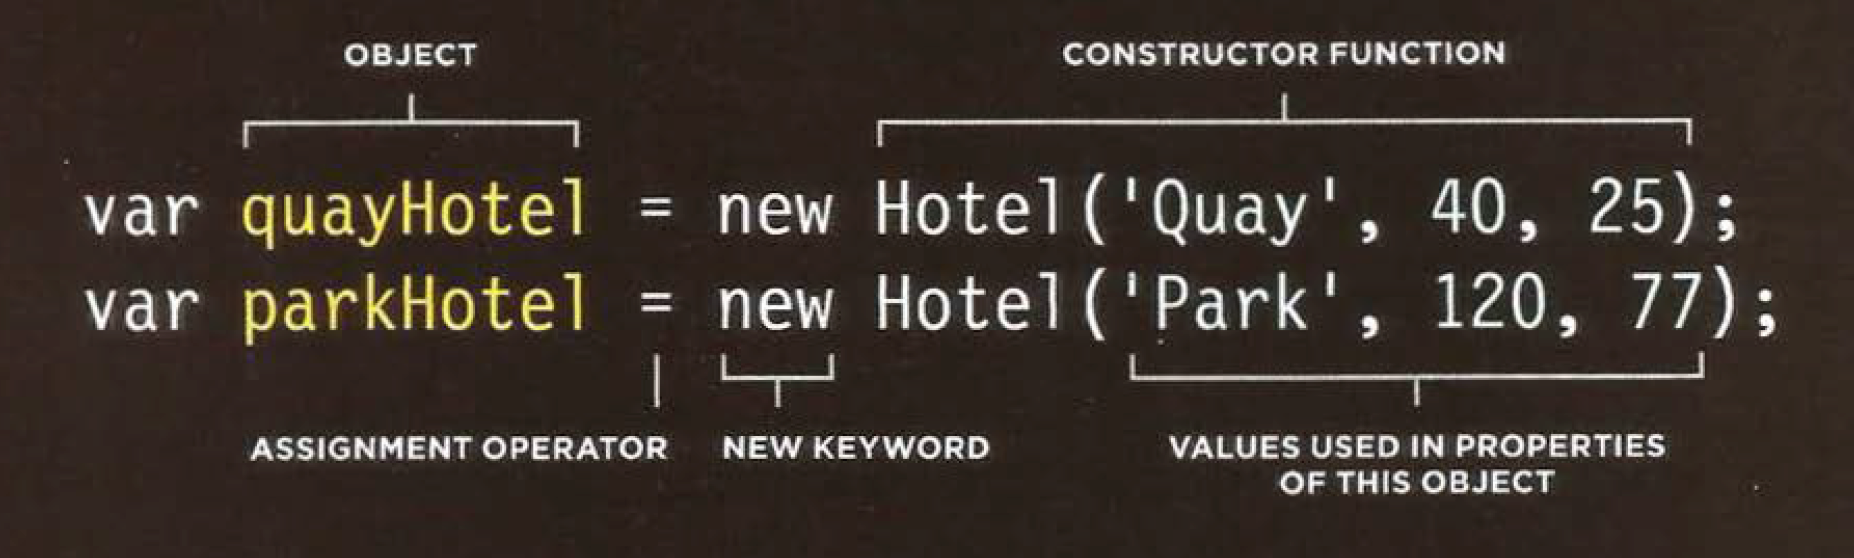 OBJECT
CONSTRUCTOR FUNCTION
var quayHotel = new Hotel('Quay', 40, 25);
var parkHotel = new Hotel('Park', 120, 77);
ASSIGNMENT OPERATOR
NEW KEYWORD
VALUES USED IN PROPERTIES
OF THIS OBJECT